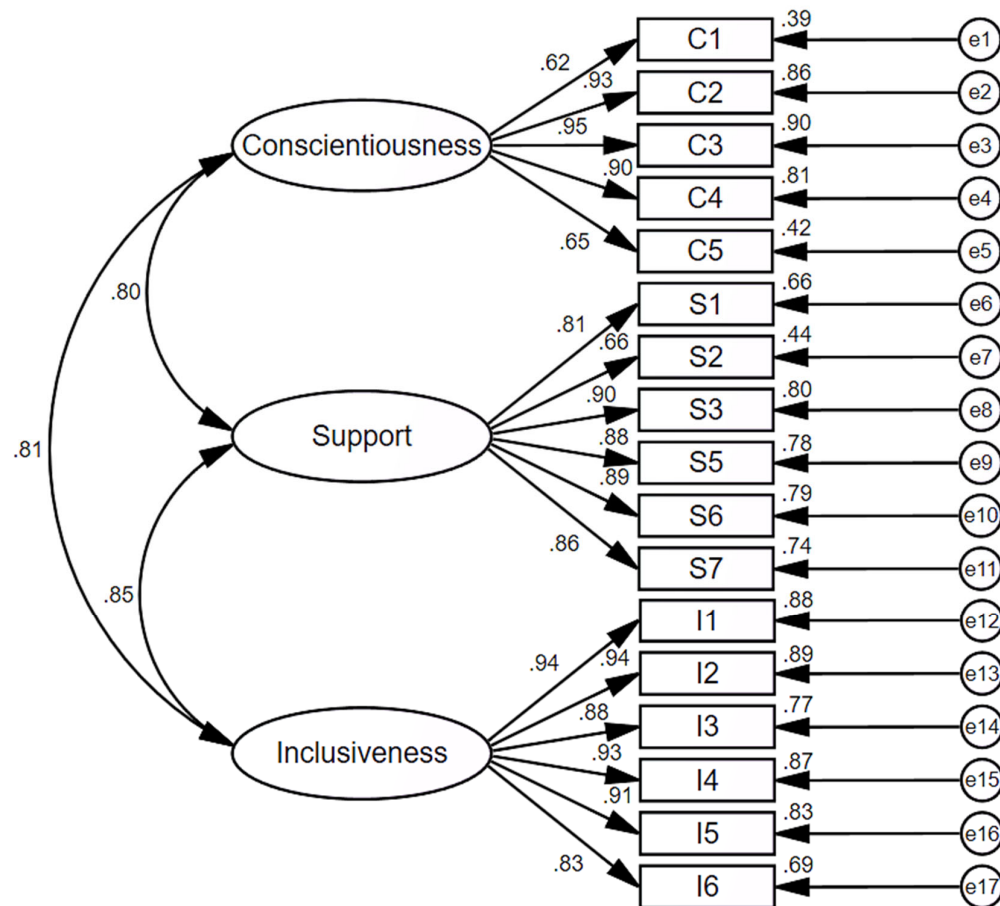 .39
C1
e1
.62
.86
.93
C2
e2
.90
.95
C3
e3
Conscientiousness
.81
.90
C4
e4
.42
.65
C5
e5
.80
.66
S1
e6
.81
.44
.66
S2
e7
.80
.90
S3
e8
Support
.81
.78
.88
S5
e9
.79
.89
S6
e10
.74
.86
S7
e11
.85
.88
I1
e12
.94
.94
.89
I2
e13
.77
.88
I3
e14
Inclusiveness
.87
.93
I4
e15
.83
.91
I5
e16
.69
.83
I6
e17